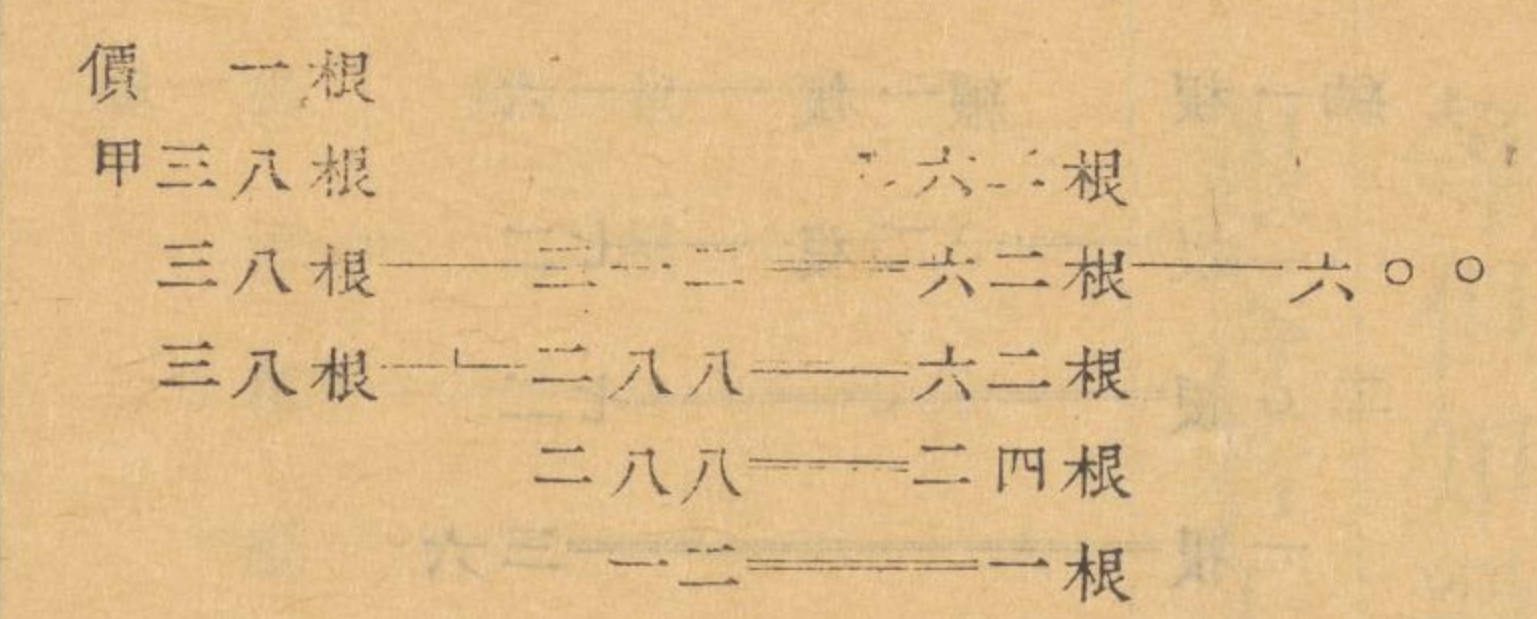 價 一根
甲三八根 乙六二根
三八根—三一二＝六二根—六〇〇
三八根⊥二八八＝六二根
二八八＝二四根
一二＝一根